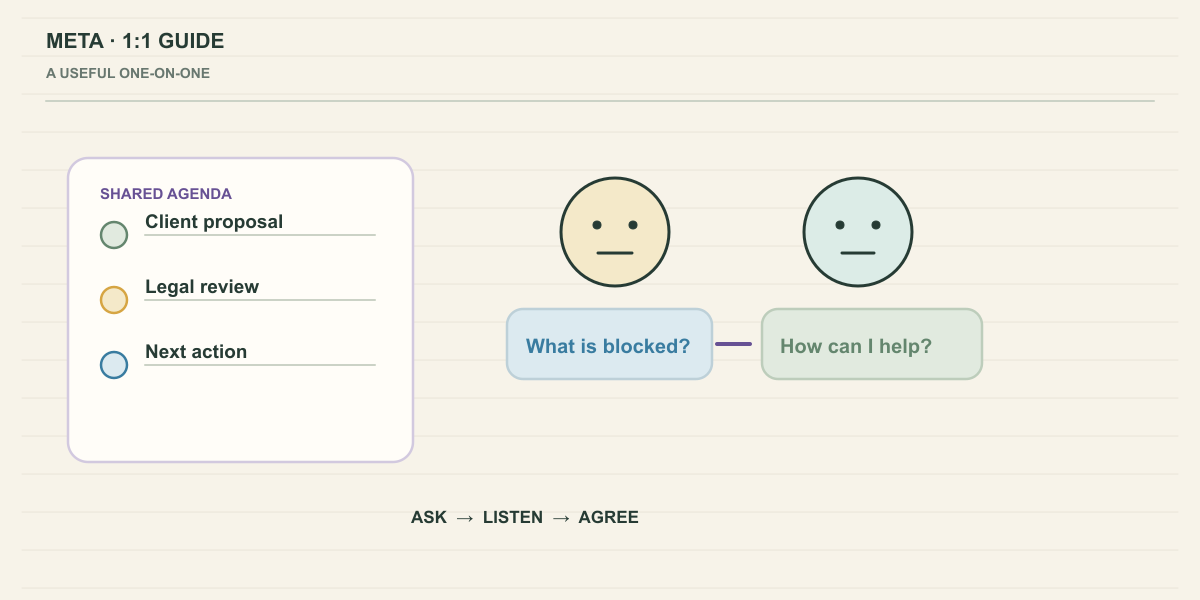 META · 1:1 GUIDE
A USEFUL ONE-ON-ONE
SHARED AGENDA
Client proposal
Legal review
Next action
What is blocked?
How can I help?
ASK → LISTEN → AGREE